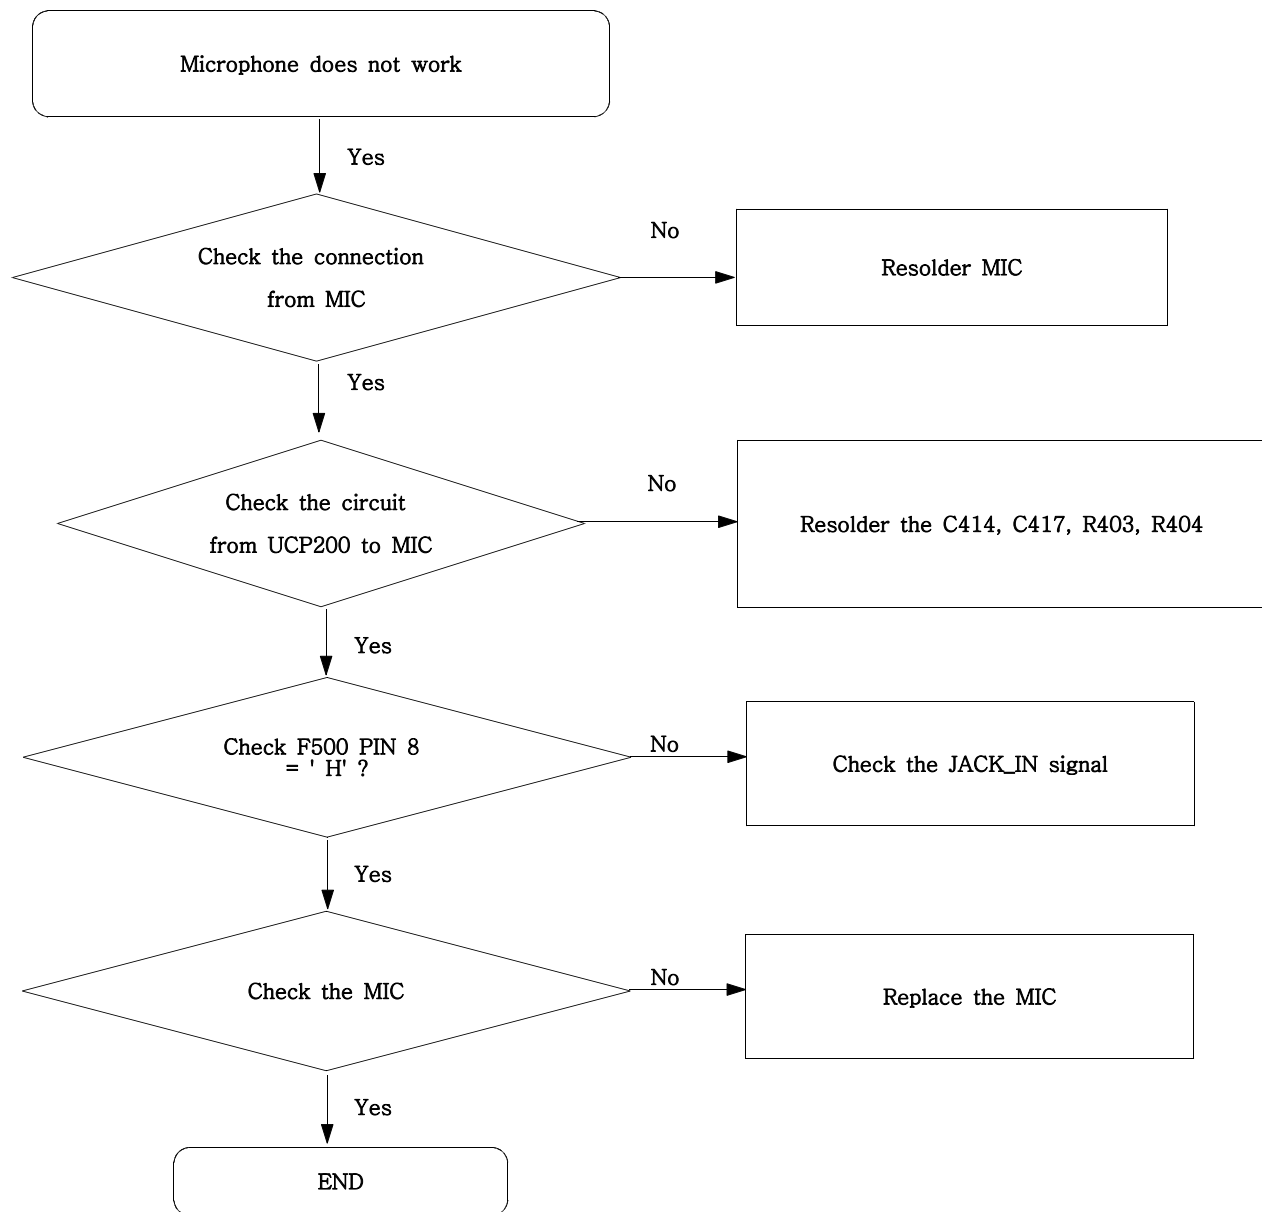 Microphone does not work
Yes
Check the connection
from MIC
No
Resolder MIC
Yes
Check the circuit
from UCP200 to MIC
No
Resolder the C414, C417, R403, R404
Yes
Check F500 PIN 8
= ' H' ?
No
Check the JACK_IN signal
Yes
Check the MIC
No
Replace the MIC
Yes
END